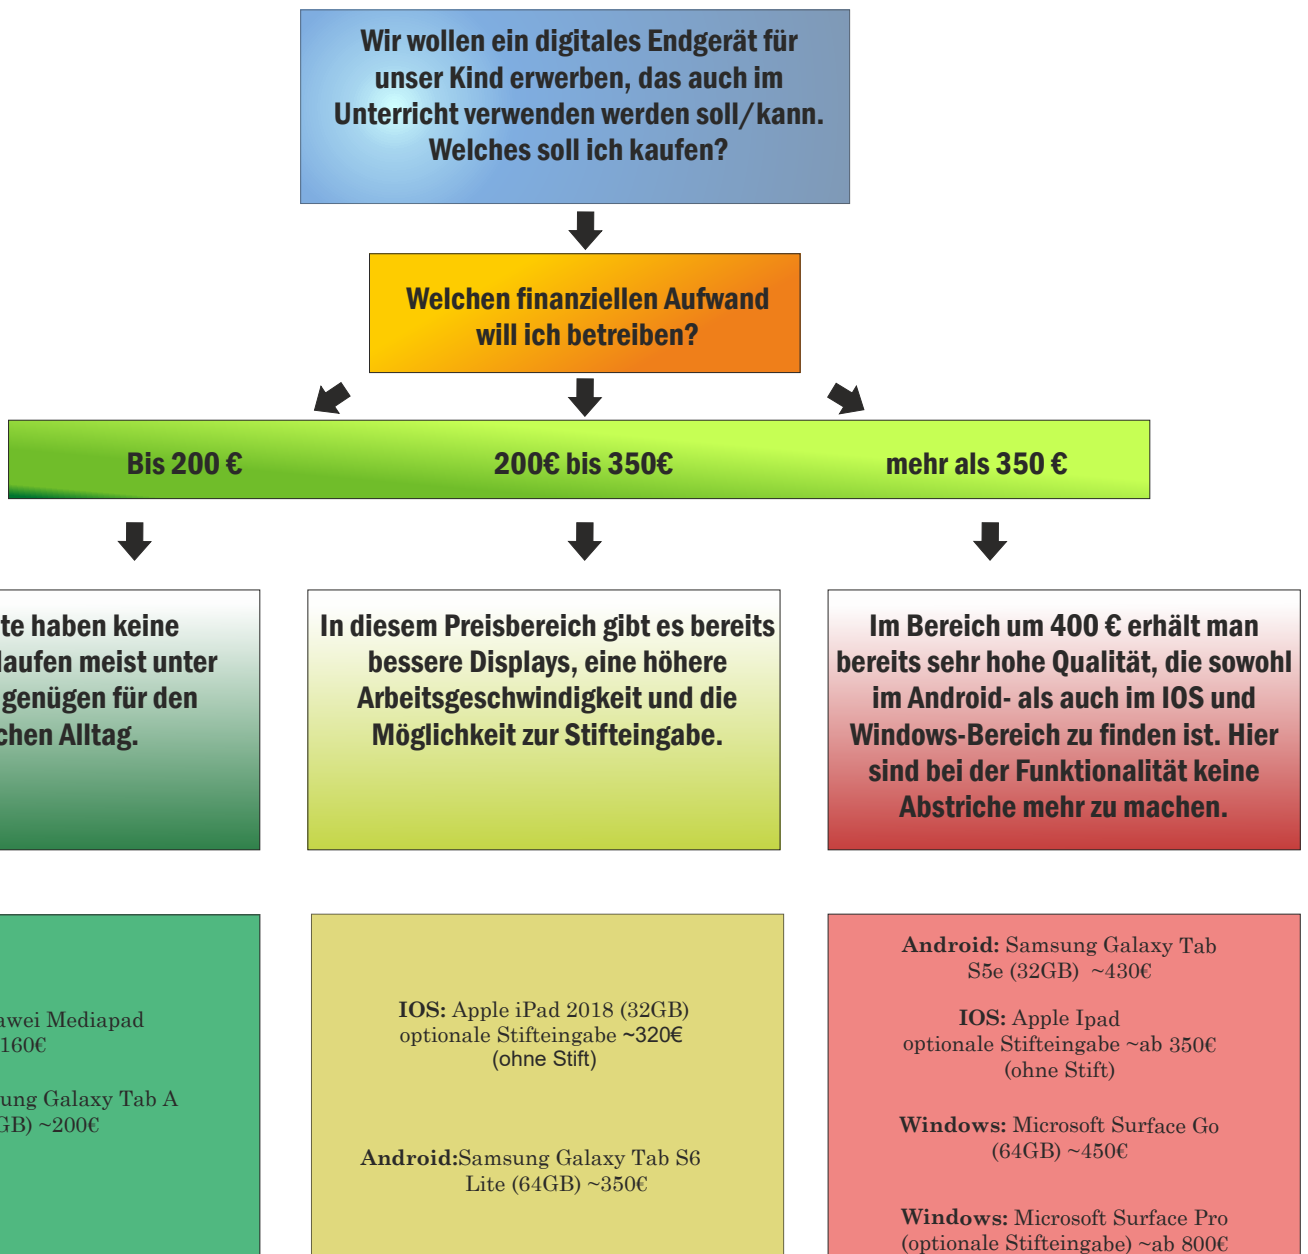 Wir wollen ein digitales Endgerät für
unser Kind erwerben, das auch im
Unterricht verwenden werden soll/kann.
Welches soll ich kaufen?
Welchen finanziellen Aufwand
will ich betreiben?
Bis 200 €
200€ bis 350€
mehr als 350 €
haben keine
laufen meist unter
genügen für den
Alltag.
In diesem Preisbereich gibt es bereits
bessere Displays, eine höhere
Arbeitsgeschwindigkeit und die
Möglichkeit zur Stifteingabe.
Im Bereich um 400 € erhält man
bereits sehr hohe Qualität, die sowohl
im Android- als auch im IOS und
Windows-Bereich zu finden ist. Hier
sind bei der Funktionalität keine
Abstriche mehr zu machen.
Mediapad
160€
Galaxy Tab A
~200€
IOS: Apple iPad 2018 (32GB)
optionale Stifteingabe ~320€
(ohne Stift)
Android:Samsung Galaxy Tab S6
Lite (64GB) ~350€
Android: Samsung Galaxy Tab
S5e (32GB) ~430€
IOS: Apple Ipad
optionale Stifteingabe ~ab 350€
(ohne Stift)
Windows: Microsoft Surface Go
(64GB) ~450€
Windows: Microsoft Surface Pro
(optionale Stifteingabe) ~ab 800€